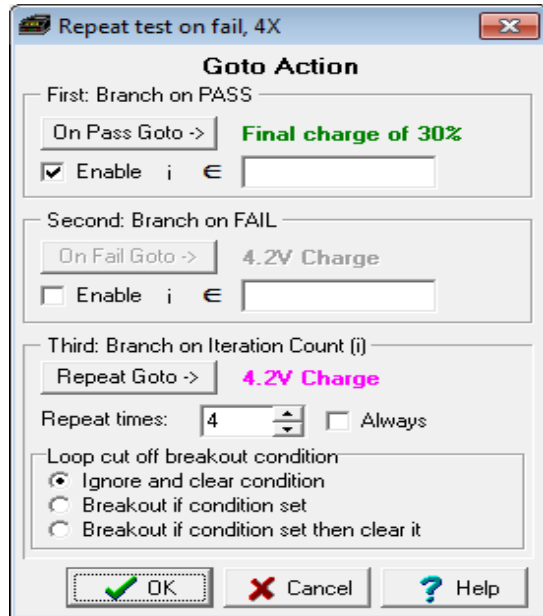 Repeat test on fail, 4X
Goto Action
First: Branch on PASS
On Pass Goto -> Final charge of 30%
Enable i ∈
Second: Branch on FAIL
On Fail Goto -> 4.2V Charge
Enable i ∈
Third: Branch on Iteration Count (i)
Repeat Goto -> 4.2V Charge
Repeat times: 4 Always
Loop cut off breakout condition
Ignore and clear condition
Breakout if condition set
Breakout if condition set then clear it
OK Cancel ? Help